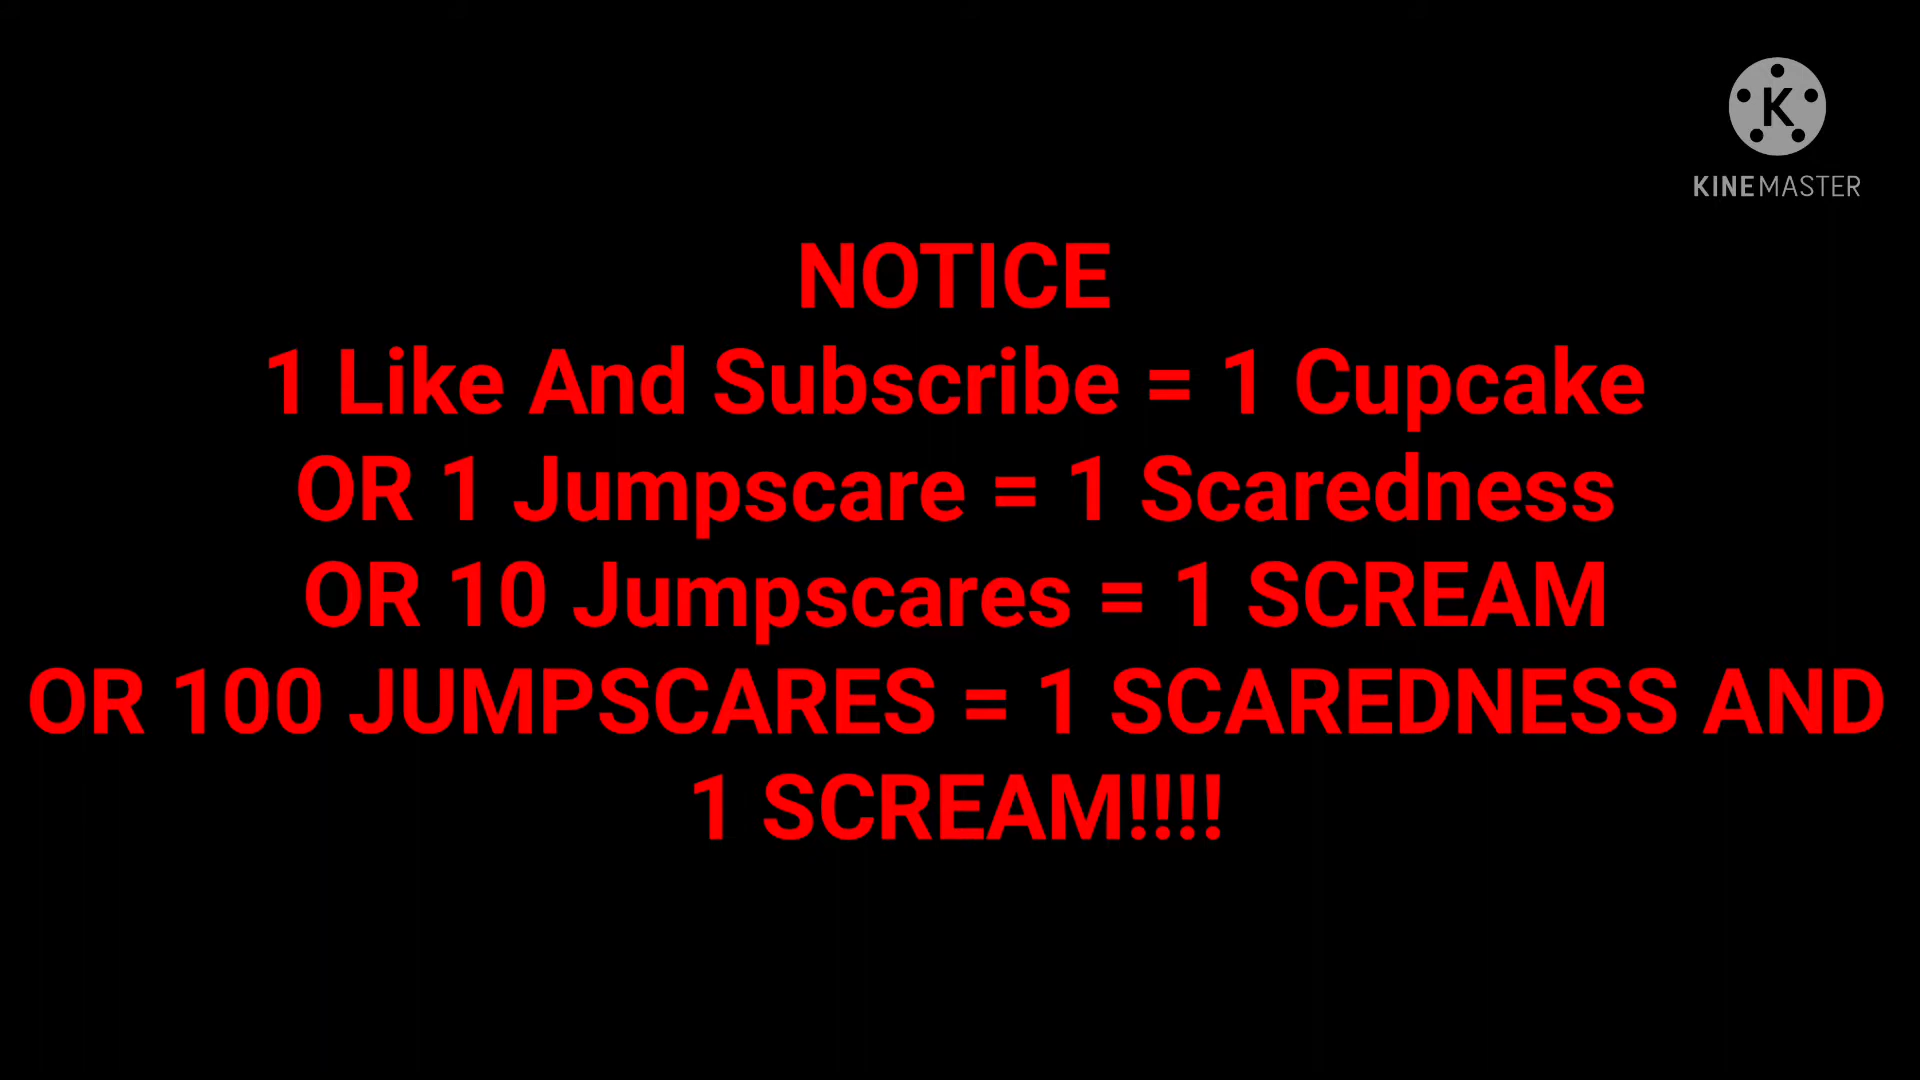 K
KINEMASTER
NOTICE
1 Like And Subscribe = 1 Cupcake
OR 1 Jumpscare = 1 Scaredness
OR 10 Jumpscares = 1 SCREAM
OR 100 JUMPSCARES = 1 SCAREDNESS AND
1 SCREAM!!!!